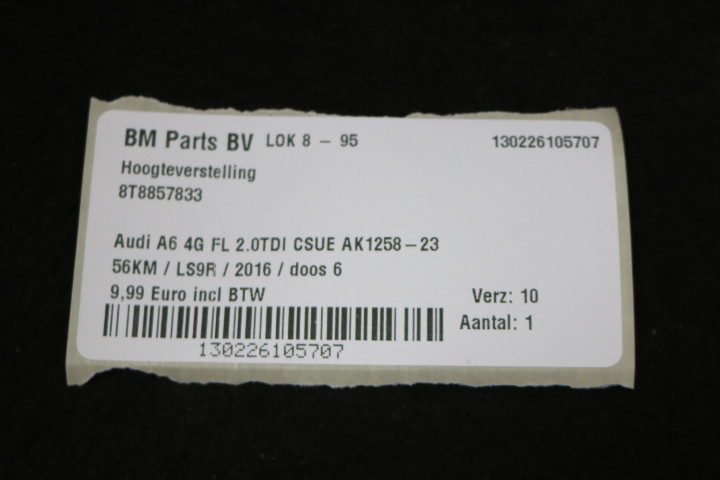 BM Parts BV LOK 8 - 95 130226105707
Hoogteverstelling
8T8857833
Audi A6 4G FL 2.0TDI CSUE AK1258-23
56KM / LS9R / 2016 / doos 6
9,99 Euro incl BTW Verz: 10
Aantal: 1
130226105707